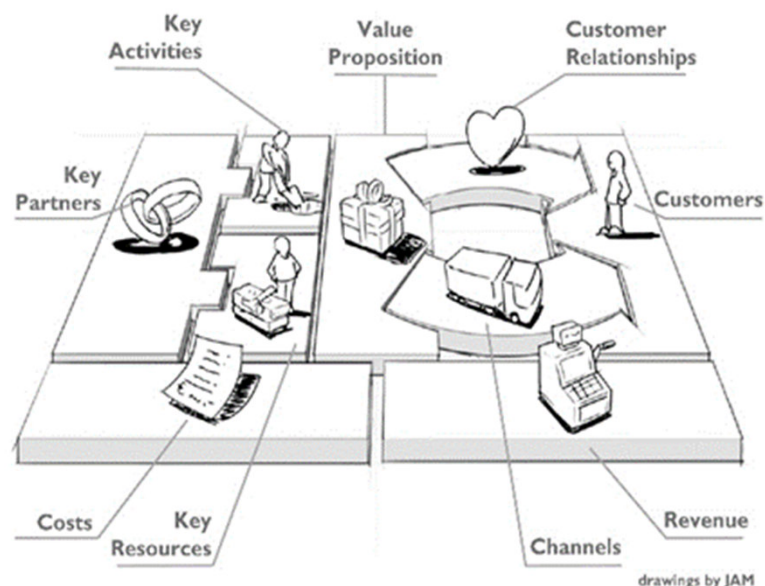 Key
Activities
Value
Proposition
Customer
Relationships
Key
Partners
Customers
Costs
Key
Resources
Channels
Revenue
drawings by JAM